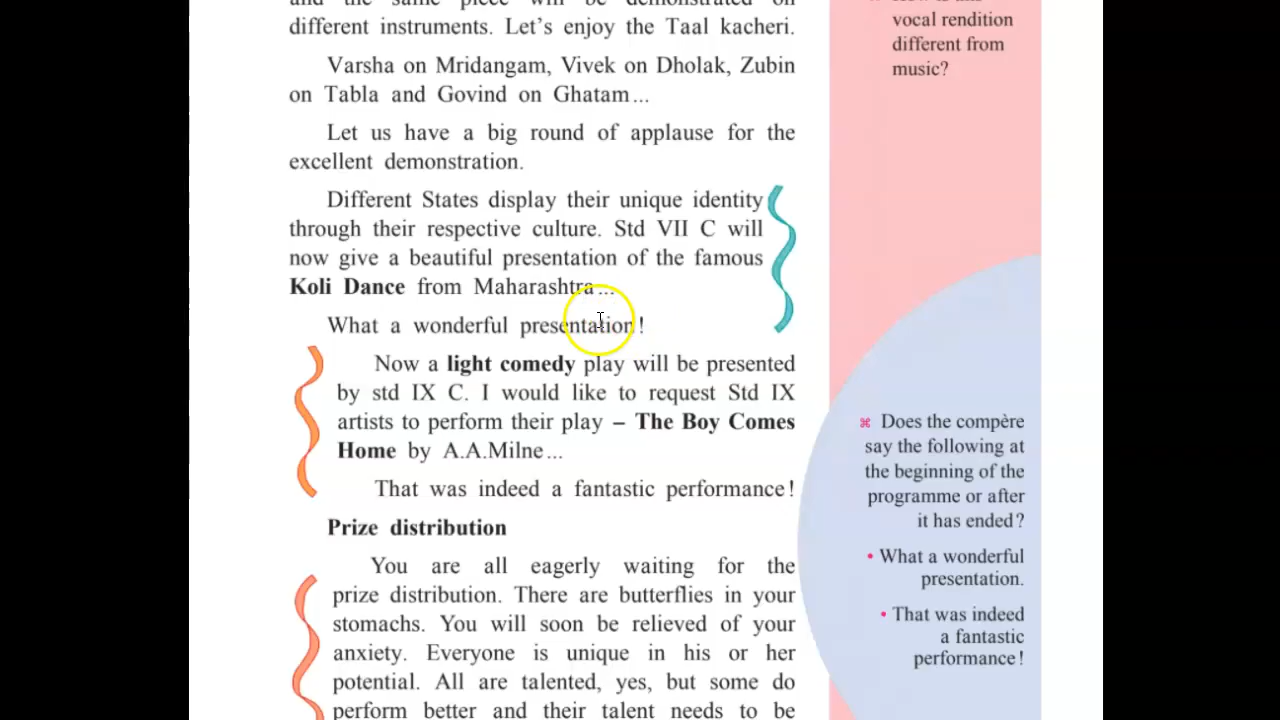 and the same piece will be demonstrated on
different instruments. Let's enjoy the Taal kacheri.
Varsha on Mridangam, Vivek on Dholak, Zubin
on Tabla and Govind on Ghatam...
Let us have a big round of applause for the
excellent demonstration.
Different States display their unique identity
through their respective culture. Std VII C will
now give a beautiful presentation of the famous
Koli Dance from Maharashtra...
What a wonderful presentation!
Now a light comedy play will be presented
by std IX C. I would like to request Std IX
artists to perform their play – The Boy Comes
Home by A.A.Milne...
That was indeed a fantastic performance!
Prize distribution
You are all eagerly waiting for the
prize distribution. There are butterflies in your
stomachs. You will soon be relieved of your
anxiety. Everyone is unique in his or her
potential. All are talented, yes, but some do
perform better and their talent needs to be
vocal rendition
different from
music?
⌘ Does the compère
say the following at
the beginning of the
programme or after
it has ended?
• What a wonderful
presentation.
• That was indeed
a fantastic
performance!